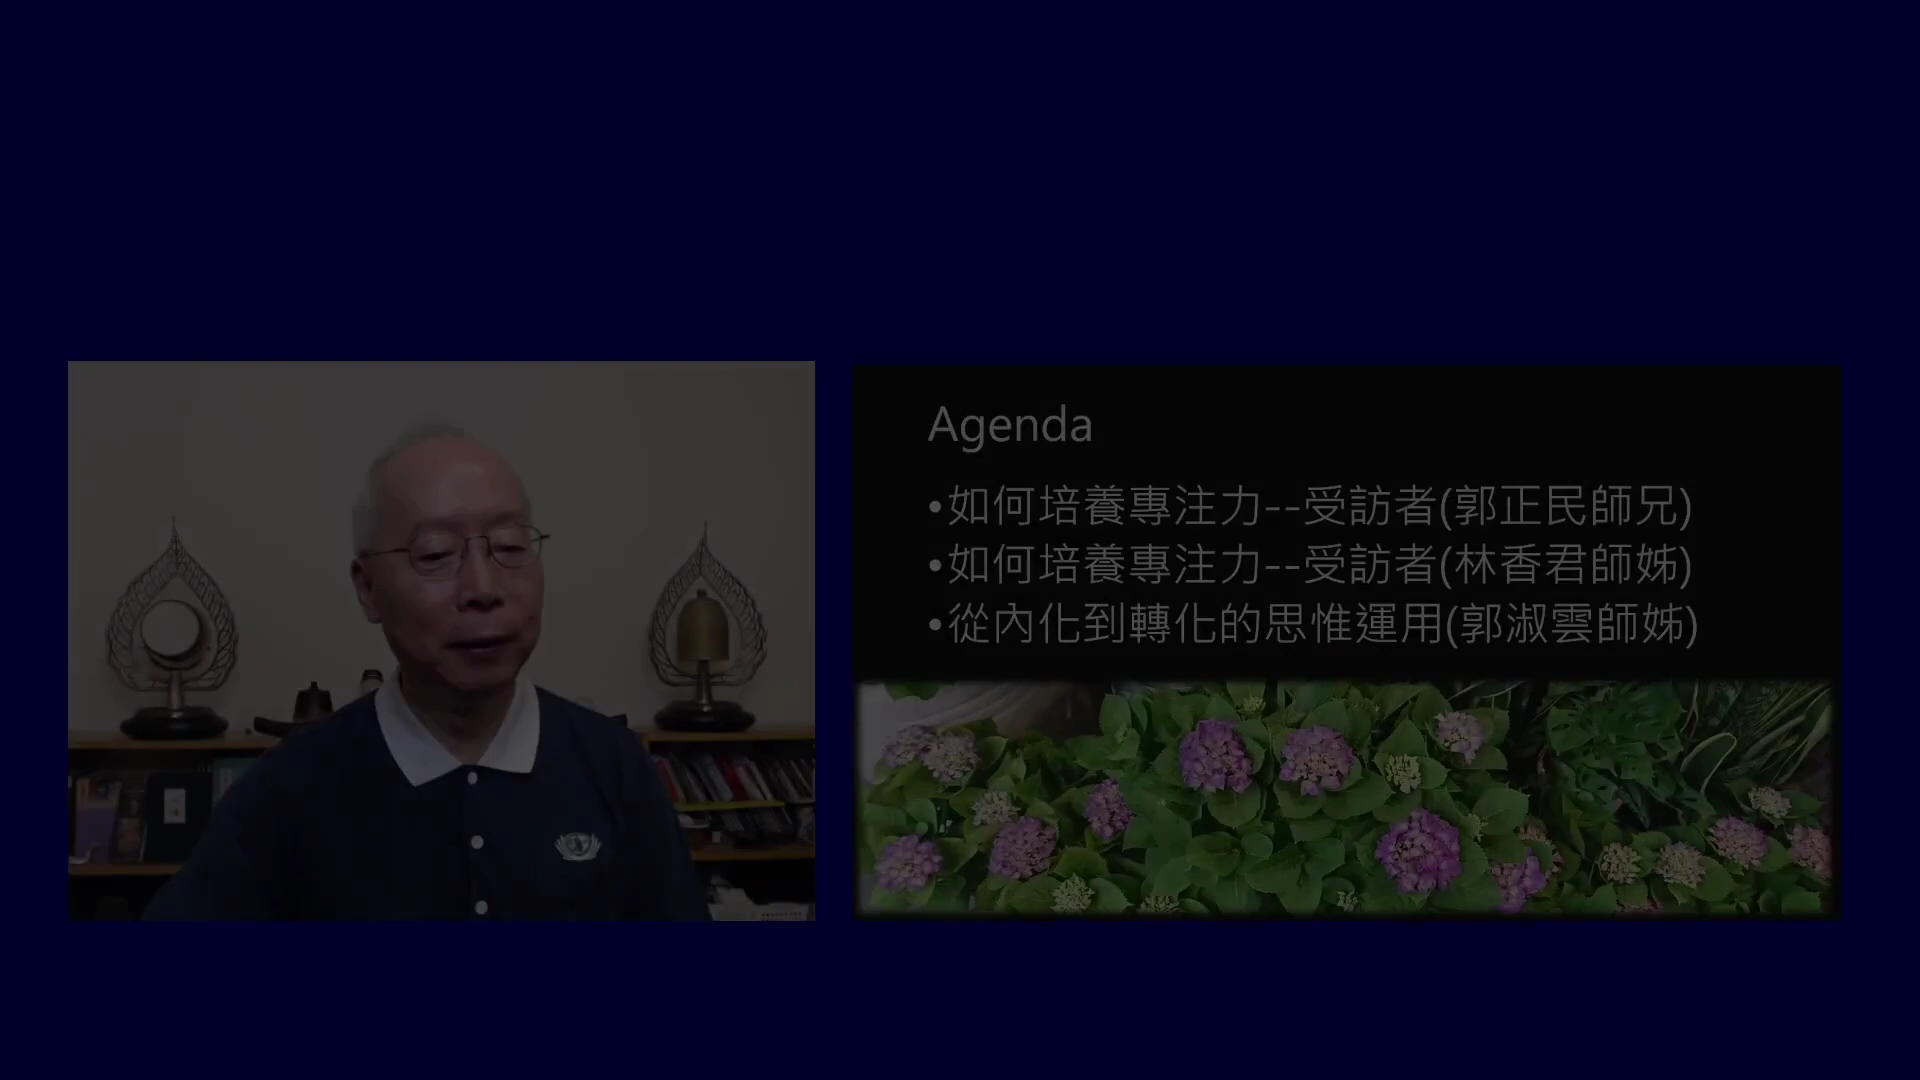 Agenda
•如何培養專注力--受訪者(郭正民師兄)
•如何培養專注力--受訪者(林香君師姊)
•從內化到轉化的思惟運用(郭淑雲師姊)